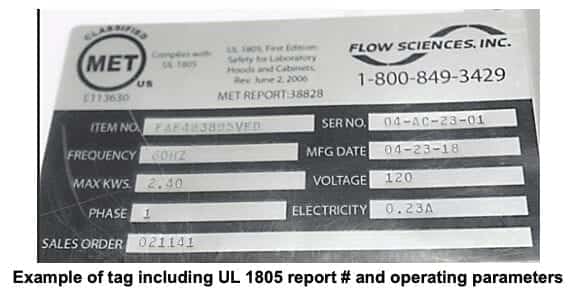 CLASSIFIED
MET
US
E113630
Complies with
UL 1805
UL 1805, First Edition
Safety for Laboratory
Hoods and Cabinets,
Rev. June 2, 2006
MET REPORT:38828
FLOW SCIENCES, INC.
1-800-849-3429
ITEM NO.
SER NO. 04-AC-23-01
FREQUENCY 60HZ
MFG DATE 04-23-18
MAX KWS. 2.40
VOLTAGE 120
PHASE 1
ELECTRICITY 0.23A
SALES ORDER 021141
Example of tag including UL 1805 report # and operating parameters